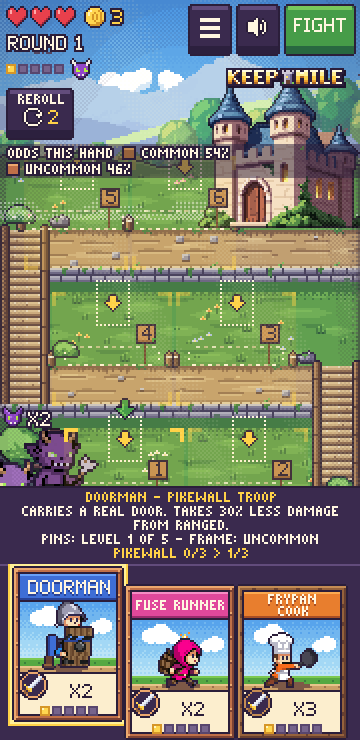 3
FIGHT
ROUND 1
KEEP MILE
REROLL
2
ODDS THIS HAND COMMON 54%
UNCOMMON 46%
5
6
4
3
X2
1
2
DOORMAN - PIKEWALL TROOP
CARRIES A REAL DOOR. TAKES 30% LESS DAMAGE
FROM RANGED.
PINS: LEVEL 1 OF 5 - FRAME: UNCOMMON
PIKEWALL 0/3 > 1/3
DOORMAN
X2
FUSE RUNNER
X2
FRYPAN
COOK
X3